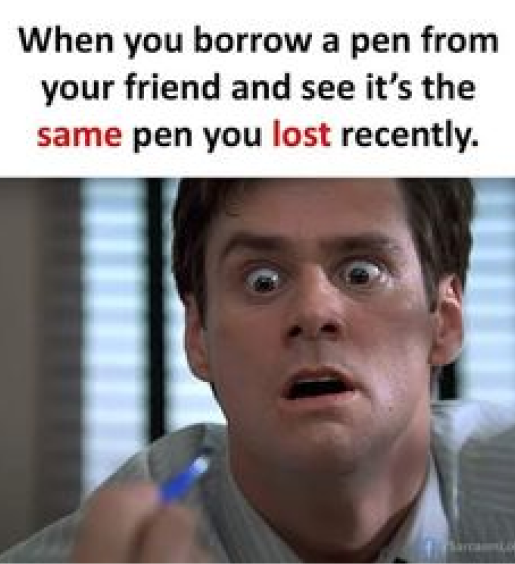 When you borrow a pen from
your friend and see it's the
same pen you lost recently.